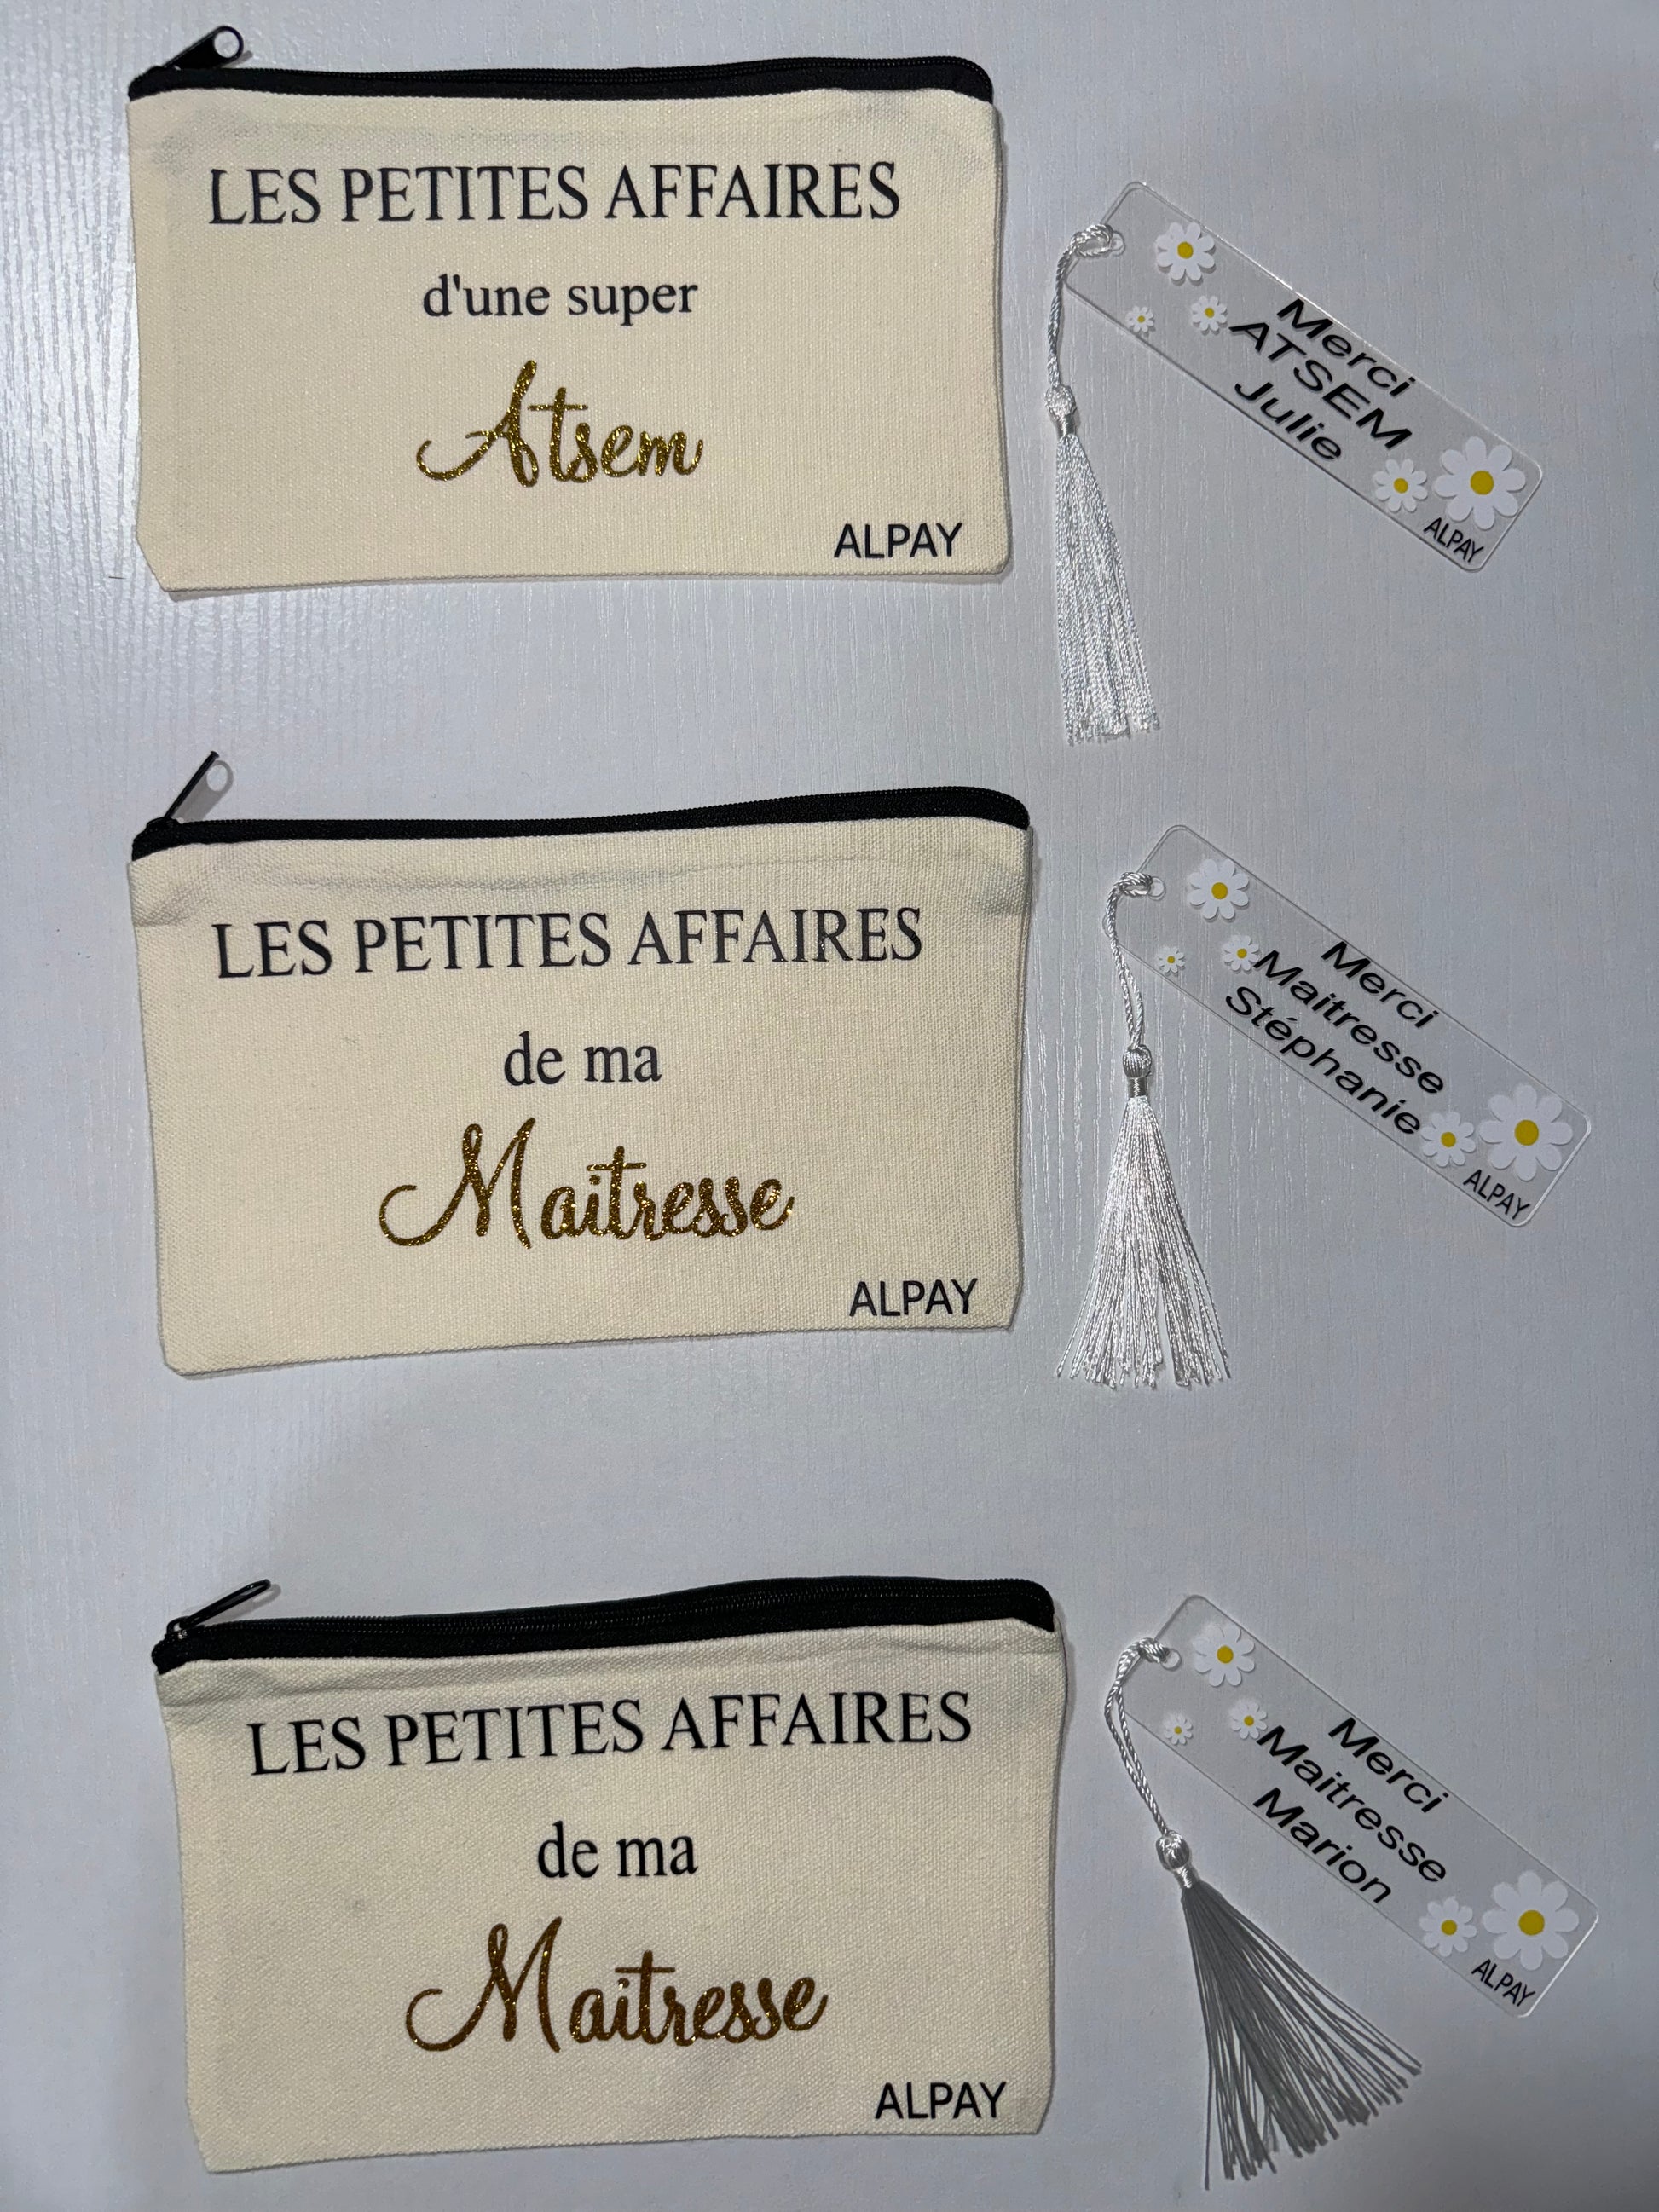 LES PETITES AFFAIRES
d'une super
Atsem
ALPAY
Merci
ATSEM
Julie
ALPAY
LES PETITES AFFAIRES
de ma
Maitresse
ALPAY
Merci
Maitresse
Stéphanie
ALPAY
LES PETITES AFFAIRES
de ma
Maitresse
ALPAY
Merci
Maitresse
Marion
ALPAY